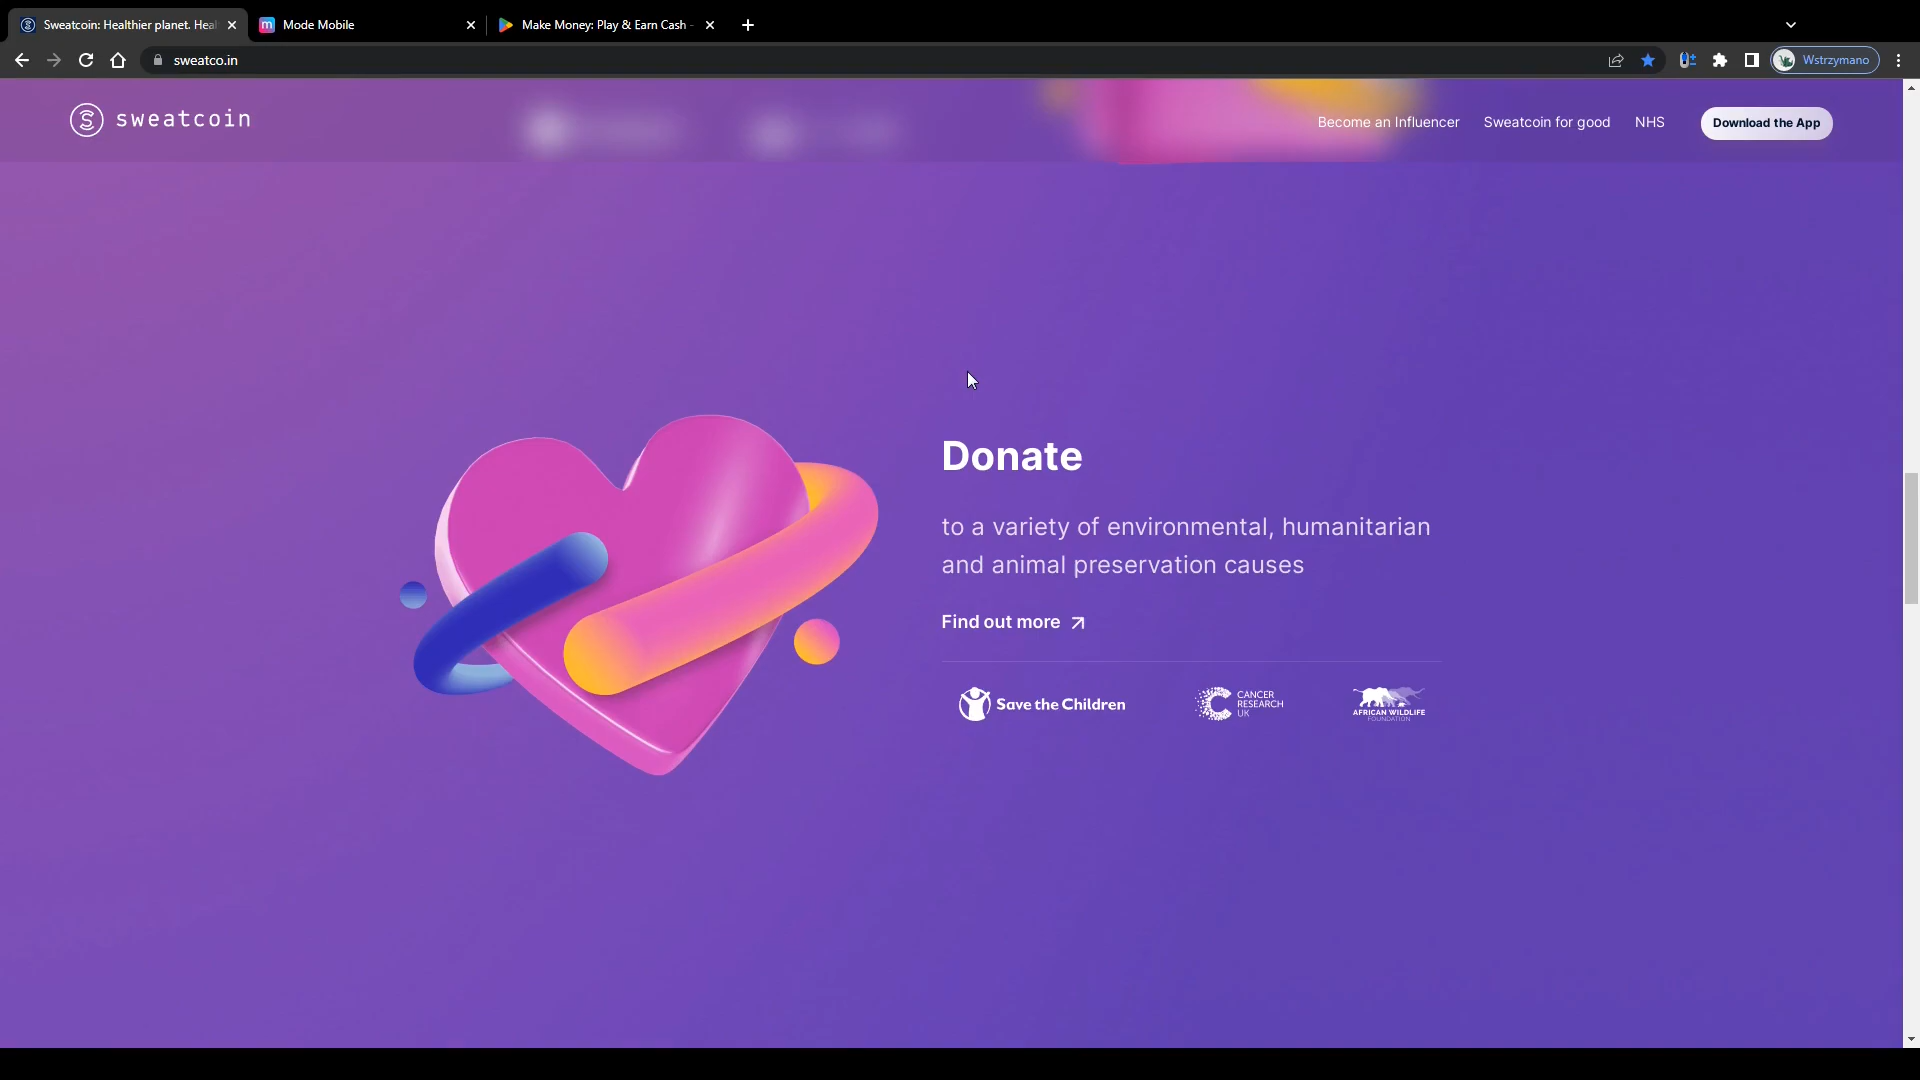 Sweatcoin: Healthier planet. Hea
Mode Mobile
Make Money: Play & Earn Cash -
sweatco.in
Wstrzymano
sweatcoin
Become an Influencer
Sweatcoin for good
NHS
Download the App
Donate
to a variety of environmental, humanitarian
and animal preservation causes
Find out more
Save the Children
CANCER
RESEARCH
UK
AFRICAN WILDLIFE
FOUNDATION